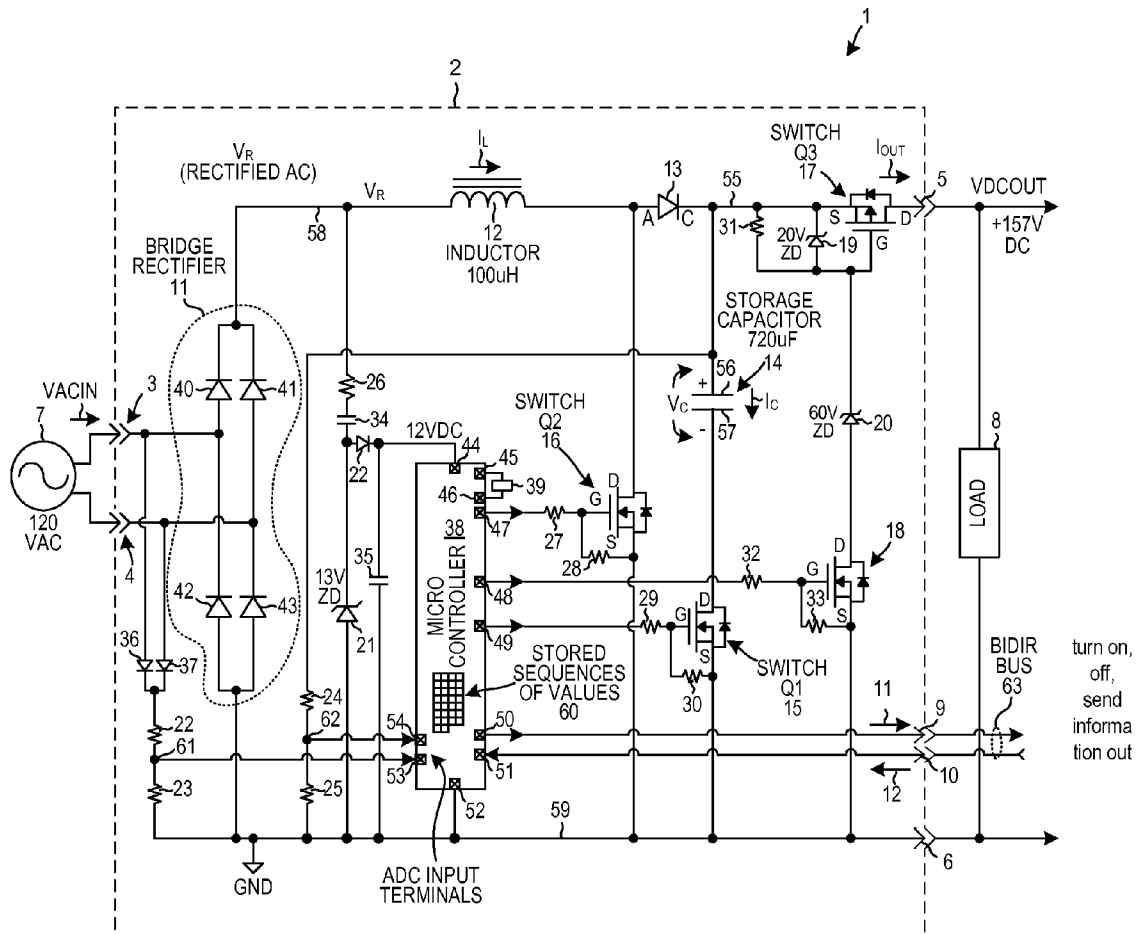 1
2
VR
(RECTIFIED AC)
IL
VR
58
12
INDUCTOR
100uH
A
13
C
55
31
20V
ZD
19
SWITCH
Q3
17
S
D
G
IOUT
5
VDCOUT
+157V
DC
BRIDGE
RECTIFIER
11
40
41
42
43
VACIN
3
7
120
VAC
4
26
34
22
12VDC
44
45
46
39
47
48
49
50
51
52
53
54
35
13V
ZD
21
MICRO
CONTROLLER 38
STORED
SEQUENCES
OF VALUES
60
SWITCH
Q2
16
D
G
S
27
28
STORAGE
CAPACITOR
720uF
14
56
+
VC
-
57
IC
60V
ZD
20
8
LOAD
32
33
D
G
S
18
29
30
D
G
S
SWITCH
Q1
15
36
37
22
61
23
24
62
25
11
9
10
12
BIDIR
BUS
63
turn on,
off,
send
informa
tion out
59
6
GND
ADC INPUT
TERMINALS